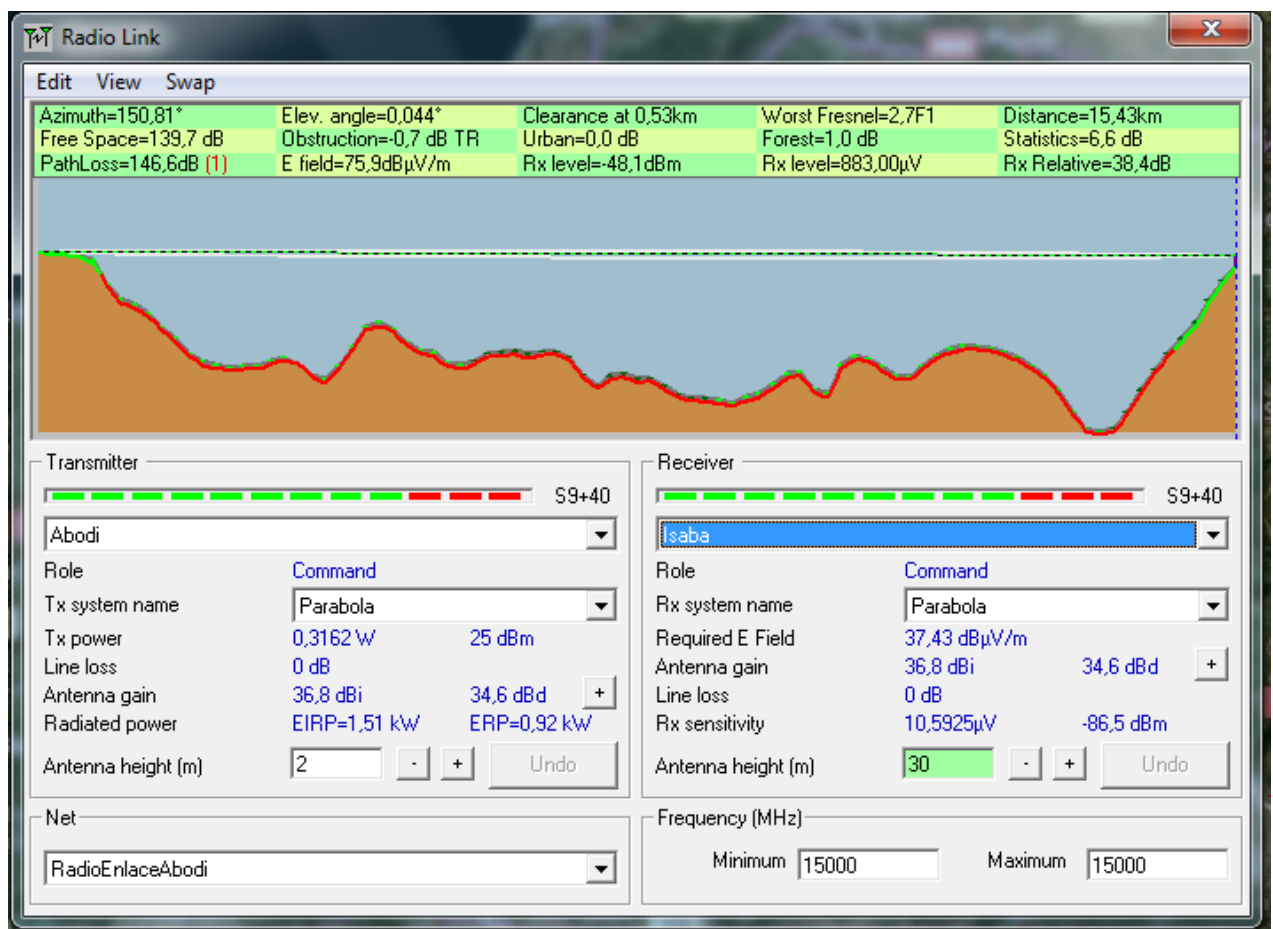 Radio Link
Edit View Swap
Azimuth=150,81° Elev. angle=0,044° Clearance at 0,53km Worst Fresnel=2,7F1 Distance=15,43km
Free Space=139,7 dB Obstruction=-0,7 dB TR Urban=0,0 dB Forest=1,0 dB Statistics=6,6 dB
PathLoss=146,6dB (1) E field=75,9dBµV/m Rx level=-48,1dBm Rx level=883,00µV Rx Relative=38,4dB
Transmitter
S9+40
Abodi
Role Command
Tx system name Parabola
Tx power 0,3162 W 25 dBm
Line loss 0 dB
Antenna gain 36,8 dBi 34,6 dBd +
Radiated power EIRP=1,51 kW ERP=0,92 kW
Antenna height (m) 2 - + Undo
Receiver
S9+40
Isaba
Role Command
Rx system name Parabola
Required E Field 37,43 dBµV/m
Antenna gain 36,8 dBi 34,6 dBd +
Line loss 0 dB
Rx sensitivity 10,5925µV -86,5 dBm
Antenna height (m) 30 - + Undo
Net
RadioEnlaceAbodi
Frequency (MHz)
Minimum 15000 Maximum 15000